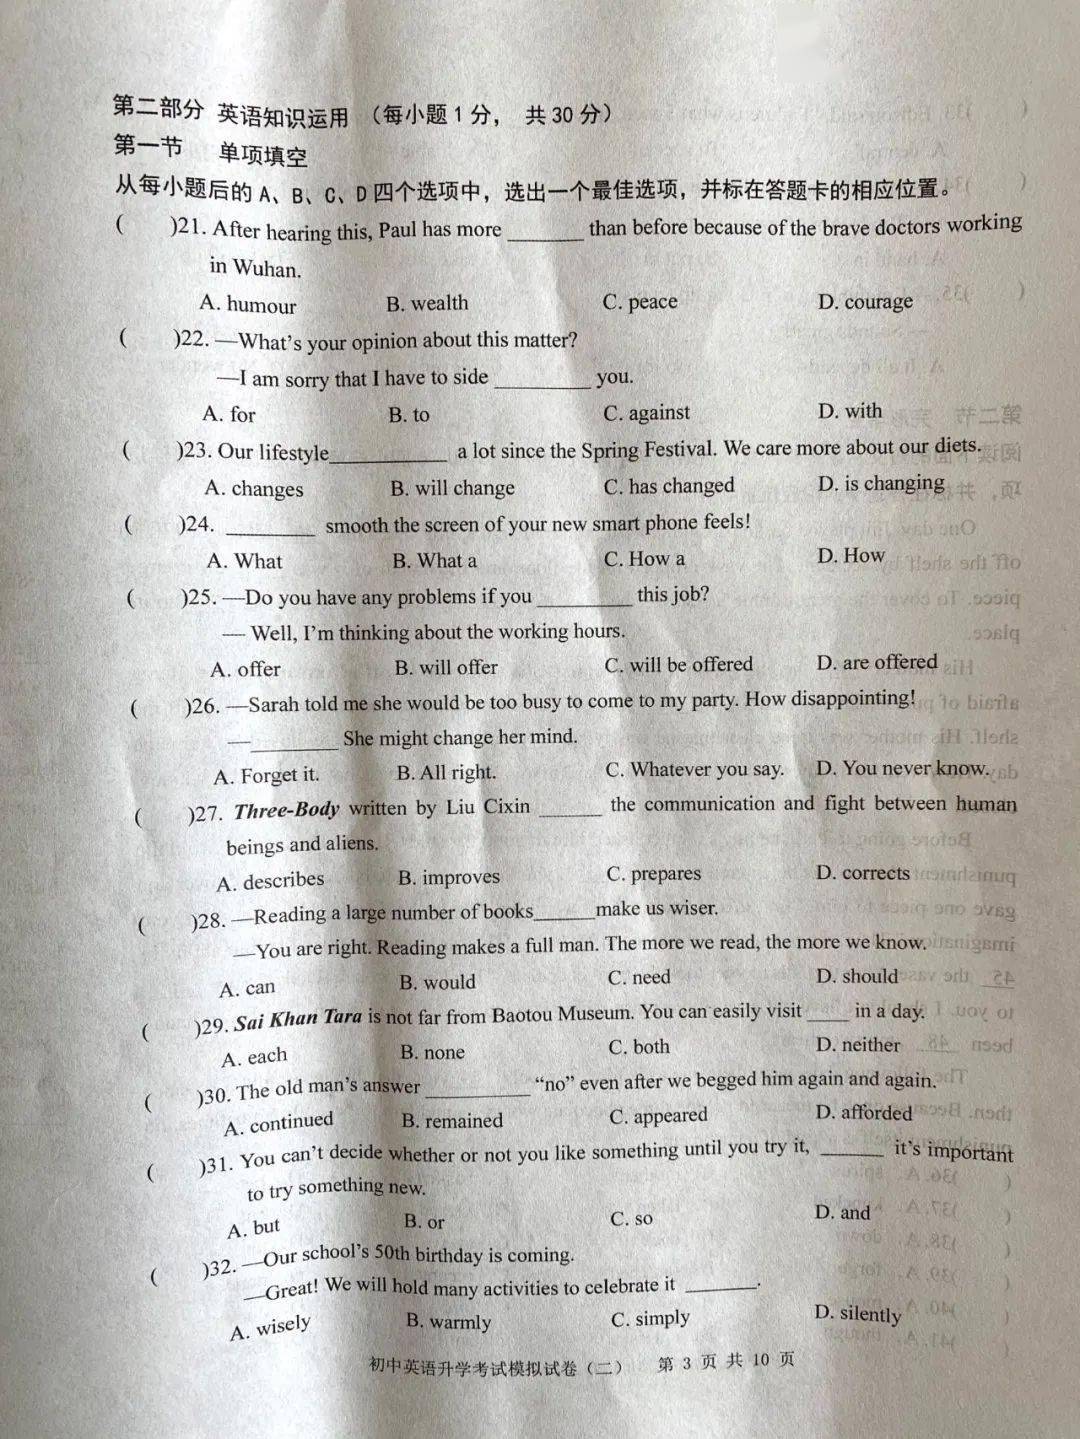 第二部分 英语知识运用 （每小题 1 分， 共 30 分）
第一节 单项填空
从每小题后的 A、B、C、D 四个选项中，选出一个最佳选项，并标在答题卡的相应位置。
( )21. After hearing this, Paul has more ________ than before because of the brave doctors working
in Wuhan.
A. humour B. wealth C. peace D. courage
( )22. —What's your opinion about this matter?
—I am sorry that I have to side __________ you.
A. for B. to C. against D. with
( )23. Our lifestyle____________ a lot since the Spring Festival. We care more about our diets.
A. changes B. will change C. has changed D. is changing
( )24. _________ smooth the screen of your new smart phone feels!
A. What B. What a C. How a D. How
( )25. —Do you have any problems if you __________ this job?
— Well, I'm thinking about the working hours.
A. offer B. will offer C. will be offered D. are offered
( )26. —Sarah told me she would be too busy to come to my party. How disappointing!
—_________ She might change her mind.
A. Forget it. B. All right. C. Whatever you say. D. You never know.
( )27. Three-Body written by Liu Cixin ______ the communication and fight between human
beings and aliens.
A. describes B. improves C. prepares D. corrects
( )28. —Reading a large number of books______make us wiser.
—You are right. Reading makes a full man. The more we read, the more we know.
A. can B. would C. need D. should
( )29. Sai Khan Tara is not far from Baotou Museum. You can easily visit ____ in a day.
A. each B. none C. both D. neither
( )30. The old man's answer __________ “no” even after we begged him again and again.
A. continued B. remained C. appeared D. afforded
( )31. You can't decide whether or not you like something until you try it, ______ it's important
to try something new.
A. but B. or C. so D. and
( )32. —Our school's 50th birthday is coming.
—Great! We will hold many activities to celebrate it _______.
A. wisely B. warmly C. simply D. silently
初中英语升学考试模拟试卷（二） 第 3 页 共 10 页